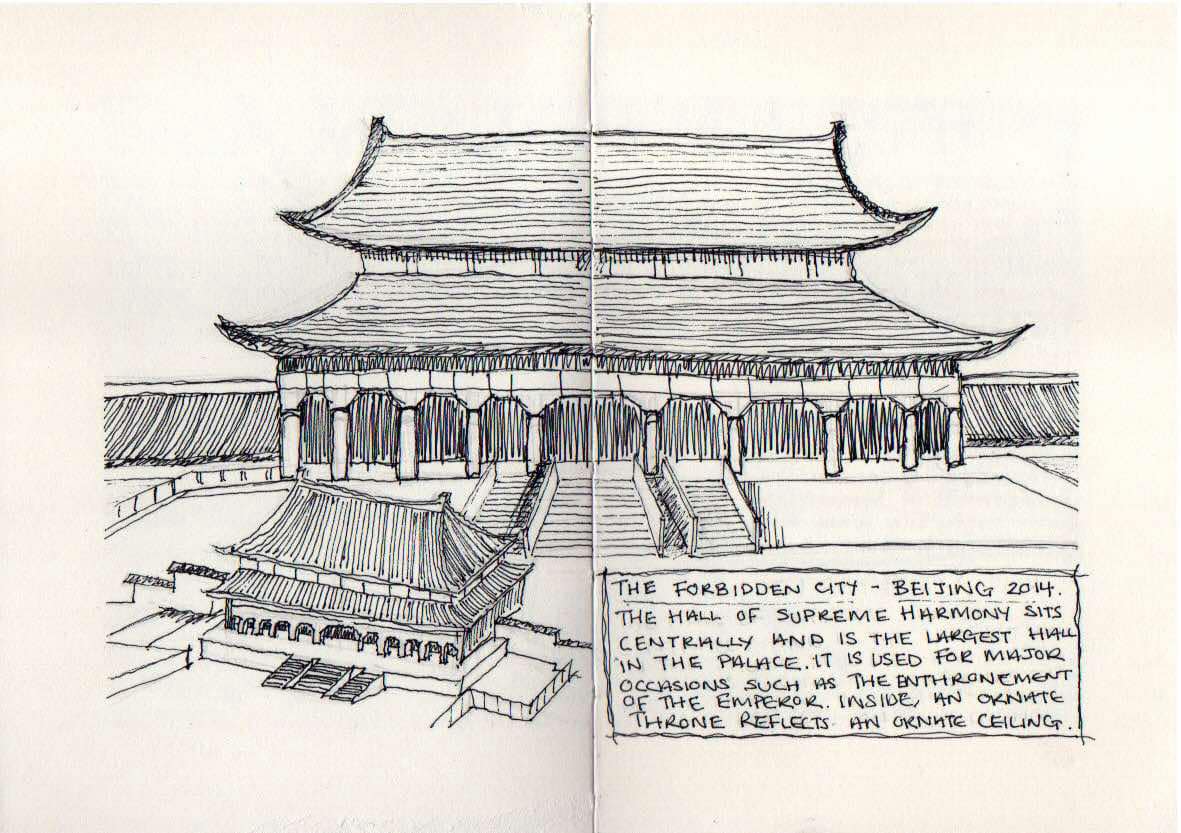 THE FORBIDDEN CITY - BEIJING 2014.
THE HALL OF SUPREME HARMONY SITS
CENTRALLY AND IS THE LARGEST HALL
IN THE PALACE. IT IS USED FOR MAJOR
OCCASIONS SUCH AS THE ENTHRONEMENT
OF THE EMPEROR. INSIDE, AN ORNATE
THRONE REFLECTS AN ORNATE CEILING.